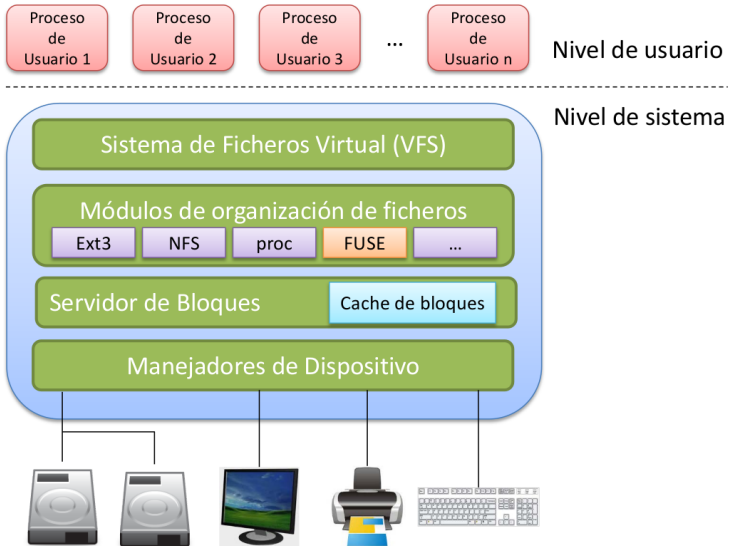 Proceso
de
Usuario 1
Proceso
de
Usuario 2
Proceso
de
Usuario 3
...
Proceso
de
Usuario n
Nivel de usuario
Nivel de sistema
Sistema de Ficheros Virtual (VFS)
Módulos de organización de ficheros
Ext3
NFS
proc
FUSE
...
Servidor de Bloques
Cache de bloques
Manejadores de Dispositivo